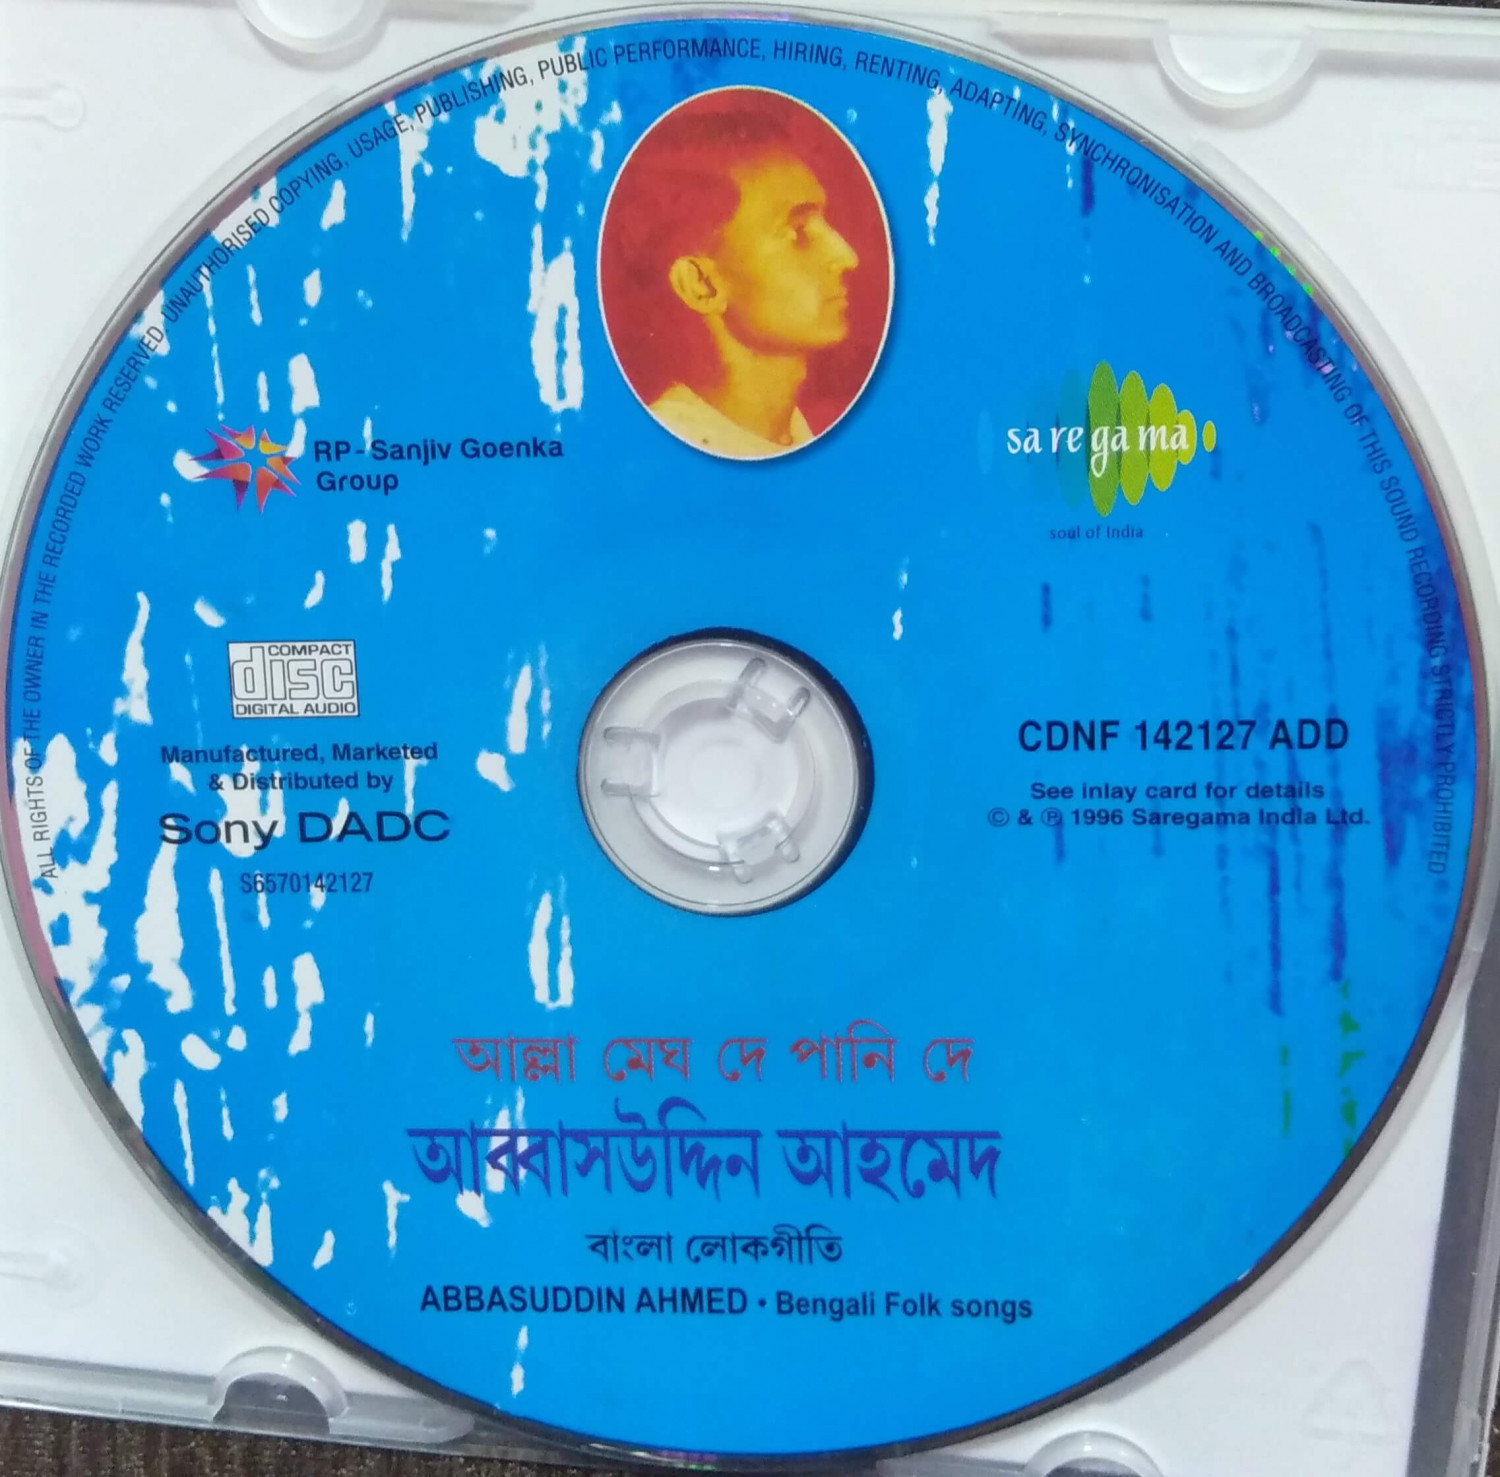 ALL RIGHTS OF THE OWNER IN THE RECORDED WORK RESERVED. UNAUTHORISED COPYING, USAGE, PUBLISHING, PUBLIC PERFORMANCE, HIRING, RENTING, ADAPTING, SYNCHRONISATION AND BROADCASTING OF THIS SOUND RECORDING STRICTLY PROHIBITED
RP-Sanjiv Goenka
Group
sa re ga ma
soul of India
COMPACT
disc
DIGITAL AUDIO
Manufactured, Marketed
& Distributed by
Sony DADC
S6570142127
CDNF 142127 ADD
See inlay card for details
© & ℗ 1996 Saregama India Ltd.
আল্লা মেঘ দে পানি দে
আব্বাসউদ্দিন আহমেদ
বাংলা লোকগীতি
ABBASUDDIN AHMED • Bengali Folk songs